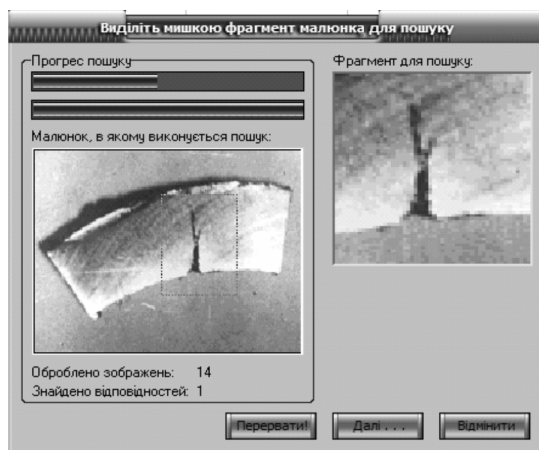 Виділіть мишкою фрагмент малюнка для пошуку
Прогрес пошуку
Малюнок, в якому виконується пошук:
Оброблено зображень: 14
Знайдено відповідностей: 1
Фрагмент для пошуку:
Перервати!
Далі . . .
Відмінити